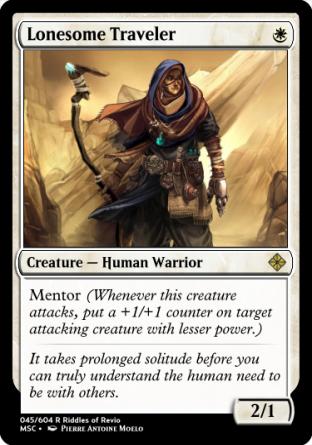 Lonesome Traveler
Creature — Human Warrior
Mentor (Whenever this creature
attacks, put a +1/+1 counter on target
attacking creature with lesser power.)
It takes prolonged solitude before you
can truly understand the human need to
be with others.
2/1
045/604 R Riddles of Revio
MSC • Pierre Antoine Moelo